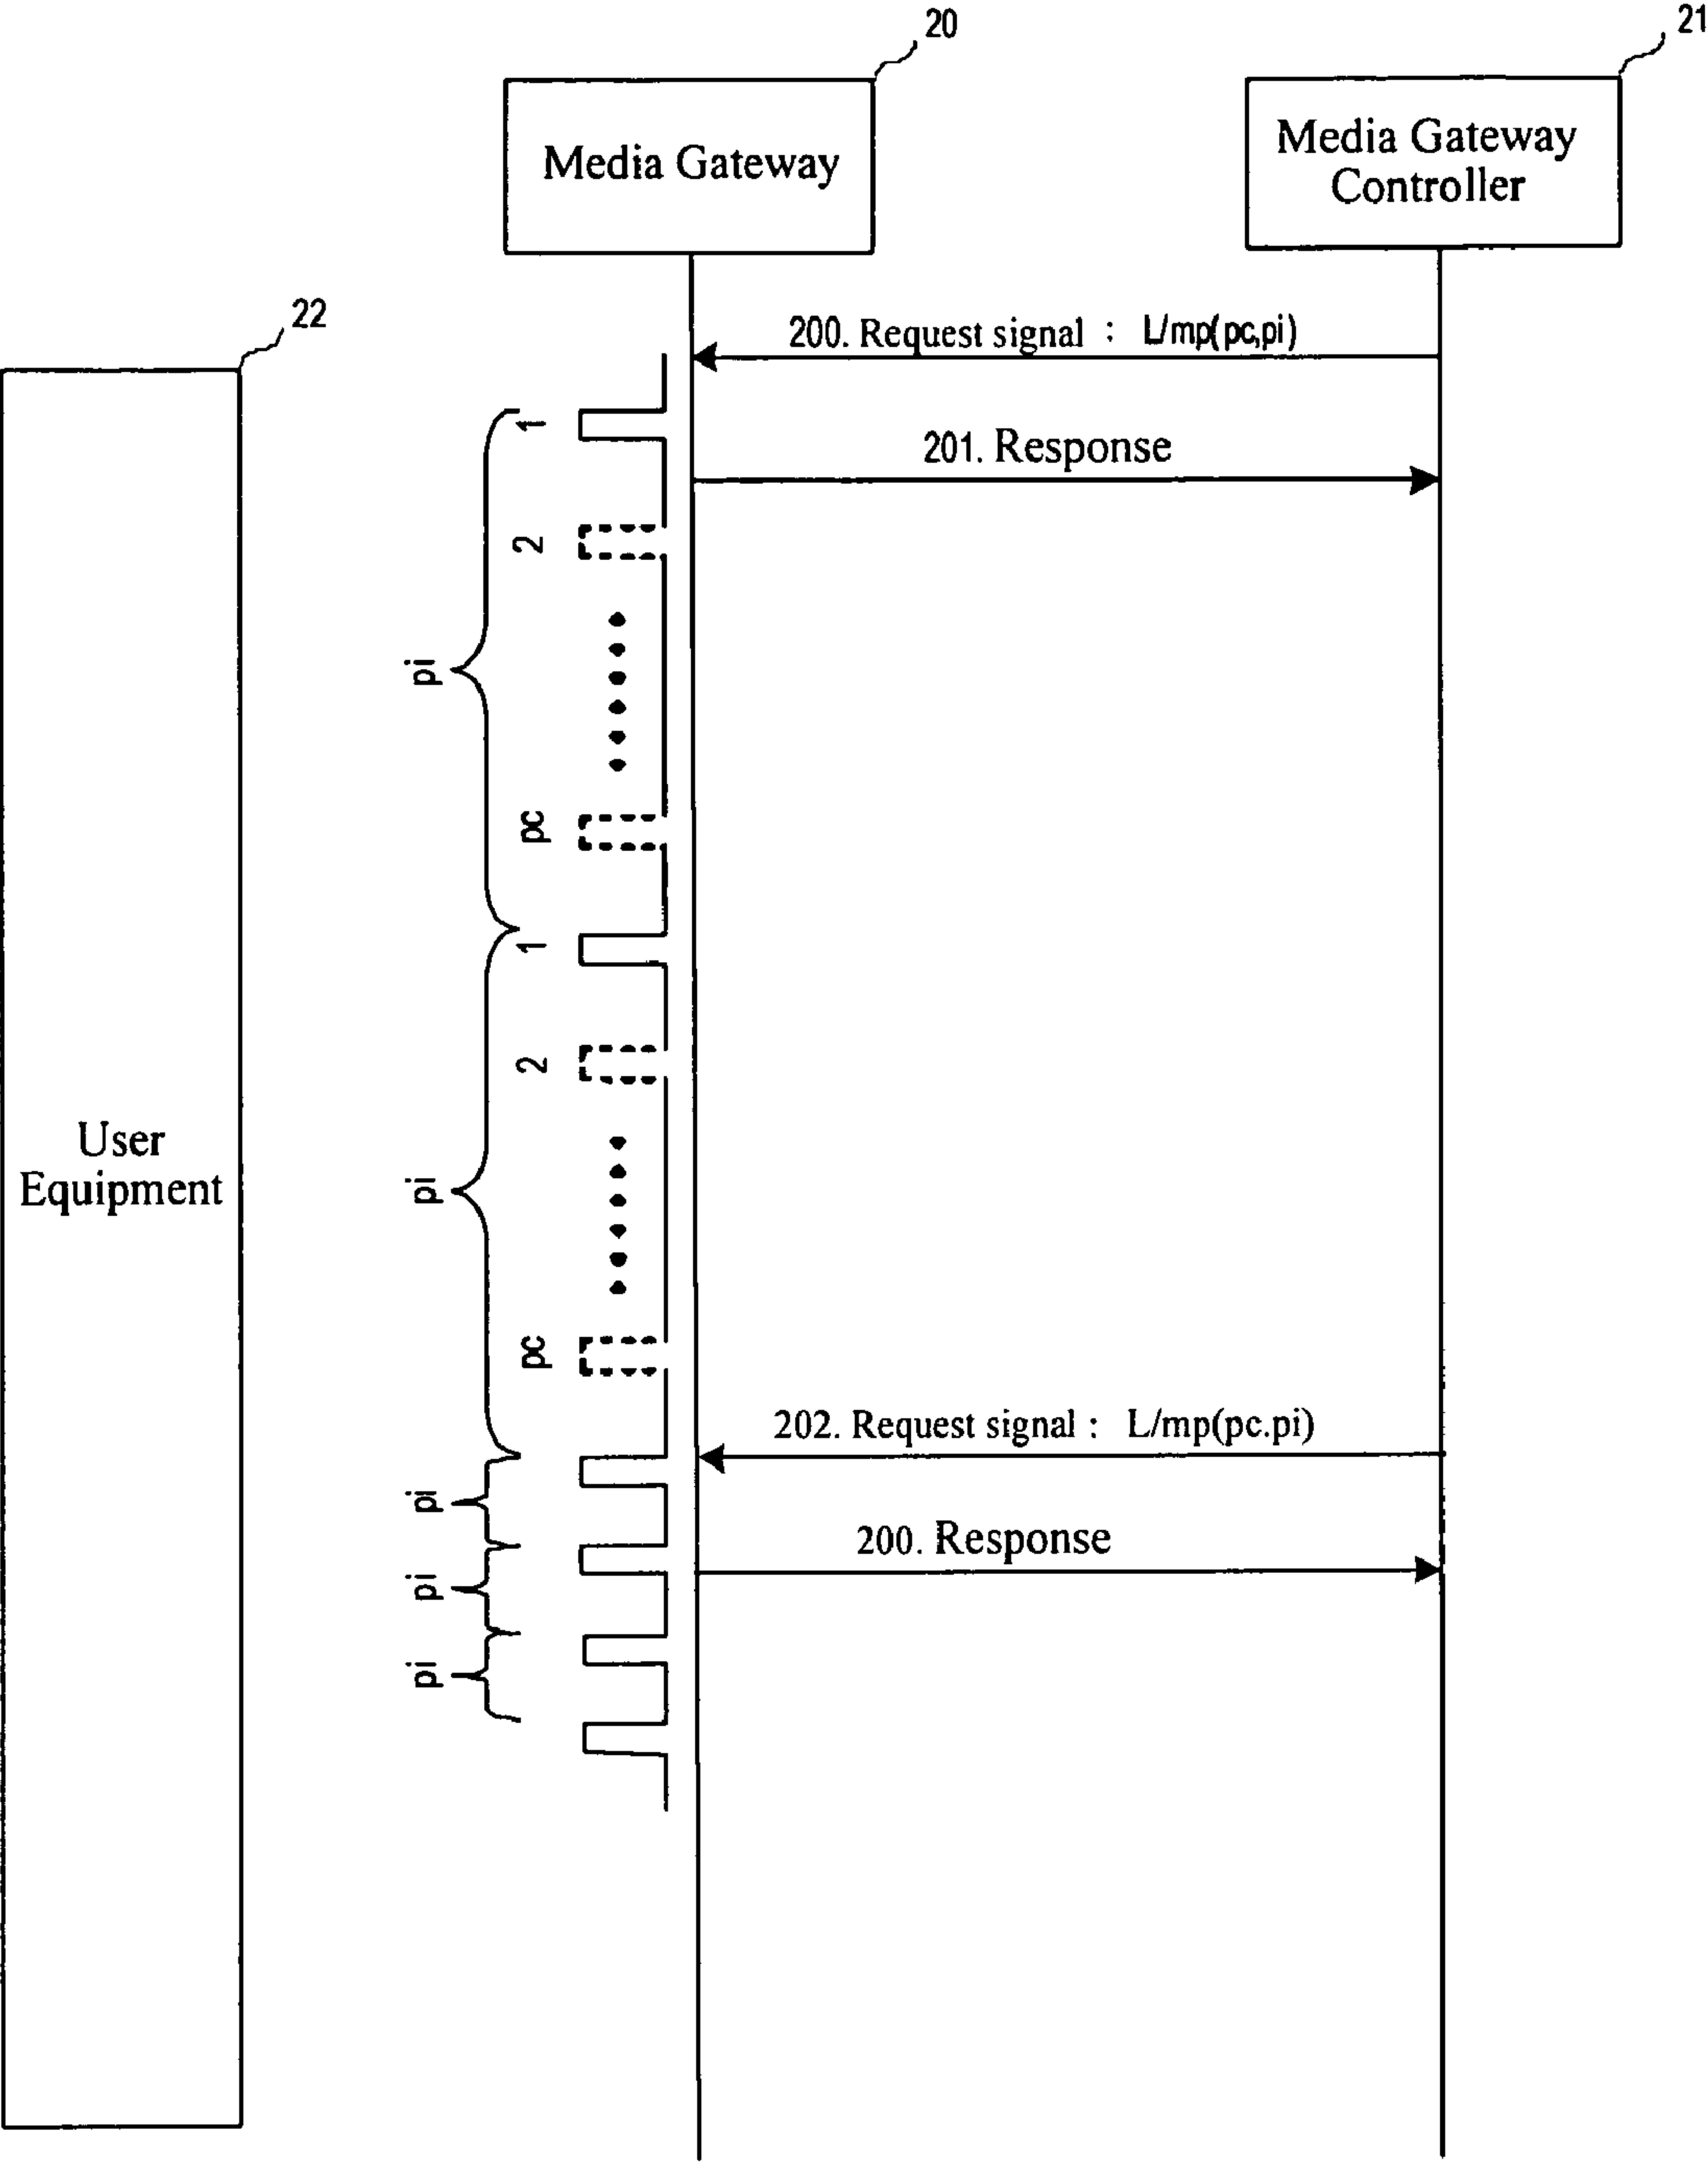 20
21
Media Gateway
Media Gateway
Controller
22
200. Request signal : L/mp(pc,pi)
1
201. Response
2
pi
pc
1
2
User
Equipment
pi
pc
202. Request signal : L/mp(pc.pi)
pi
200. Response
pi
pi